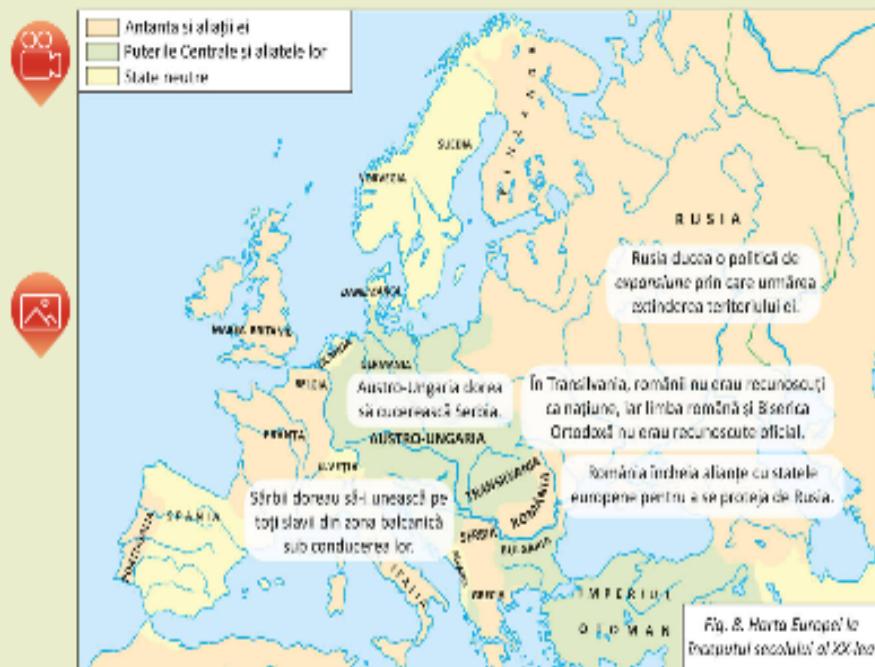 Antanta și aliații ei
Puterile Centrale și aliatele lor
State neutre
FINLANDA
SUEDIA
NORVEGIA
RUSIA
Rusia ducea o politică de
expansiune prin care urmărea
extinderea teritoriului ei.
DANEMARCA
MAREA BRITANIE
OLANDA
GERMANIA
BELGIA
Austro-Ungaria dorea
să cucerească Serbia.
În Transilvania, românii nu erau recunoscuți
ca națiune, iar limba română și Biserica
Ortodoxă nu erau recunoscute oficial.
FRANȚA
AUSTRO-UNGARIA
ELVEȚIA
TRANSILVANIA
ROMÂNIA
România încheia alianțe cu statele
europene pentru a se proteja de Rusia.
Sârbii doreau să-i unească pe
toți slavii din zona balcanică
sub conducerea lor.
SPANIA
PORTUGALIA
SERBIA
BULGARIA
ITALIA
GRECIA
IMPERIUL
OTOMAN
Fig. 8. Harta Europei la
începutul secolului al XX-lea